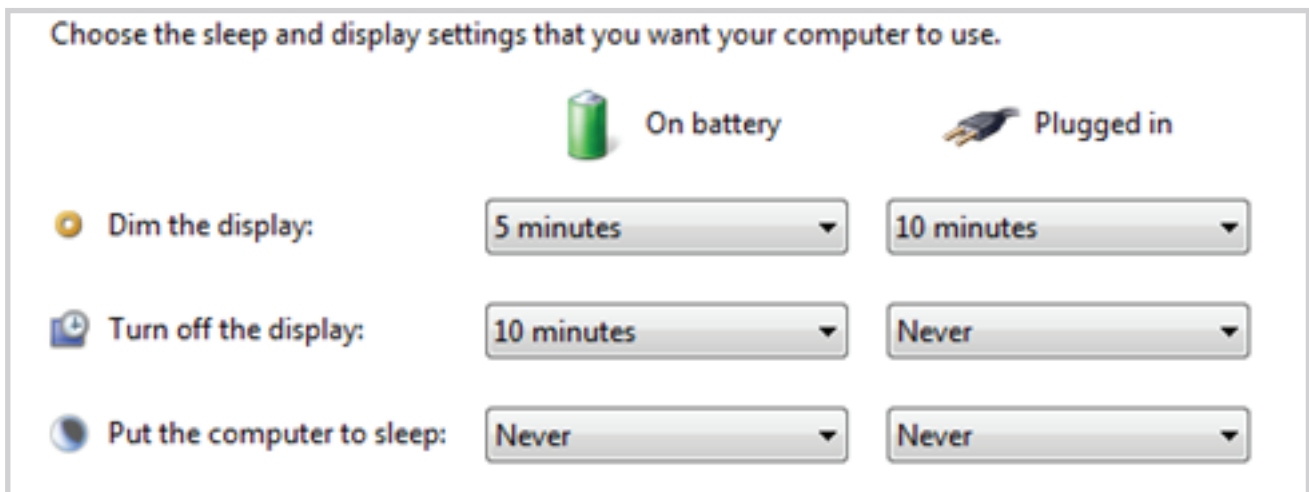 Choose the sleep and display settings that you want your computer to use.
On battery Plugged in
Dim the display: 5 minutes 10 minutes
Turn off the display: 10 minutes Never
Put the computer to sleep: Never Never